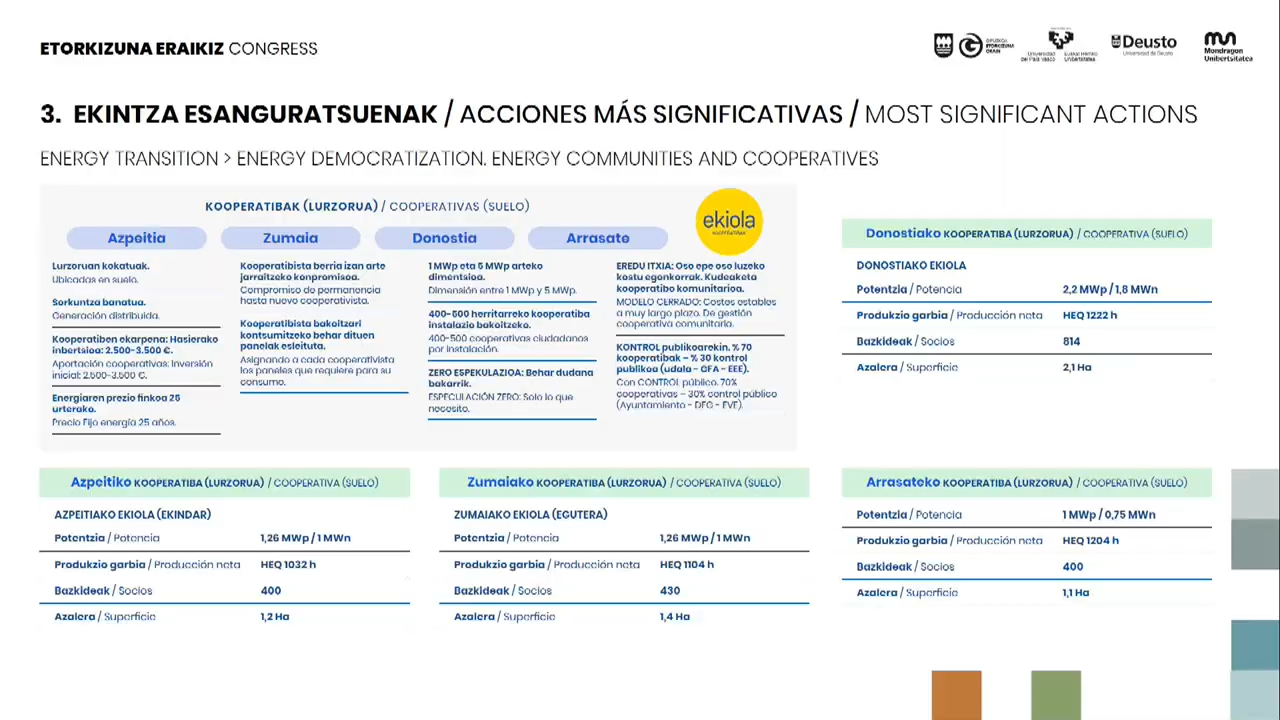 ETORKIZUNA ERAIKIZ CONGRESS
GIPUZKOA
ETORKIZUNA
ORAIN
Universidad del País Vasco
Euskal Herriko Unibertsitatea
Deusto
Universidad de Deusto
Mondragon
Unibertsitatea
3. EKINTZA ESANGURATSUENAK / ACCIONES MÁS SIGNIFICATIVAS / MOST SIGNIFICANT ACTIONS
ENERGY TRANSITION > ENERGY DEMOCRATIZATION. ENERGY COMMUNITIES AND COOPERATIVES
KOOPERATIBAK (LURZORUA) / COOPERATIVAS (SUELO)
ekiola
KOOPERATIBAK
Azpeitia
Zumaia
Donostia
Arrasate
Lurzoruan kokatuak.
Ubicadas en suelo.
Sorkuntza banatua.
Generación distribuida.
Kooperatiben ekarpena: Hasierako
inbertsioa: 2.500-3.500 €.
Aportación cooperativas: Inversión
inicial: 2.500-3.500 €.
Energiaren prezio finkoa 25
urterako.
Precio Fijo energía 25 años.
Kooperatibista berria izan arte
jarraitzeko konpromisoa.
Compromiso de permanencia
hasta nuevo cooperativista.
Kooperatibista bakoitzari
kontsumitzeko behar dituen
panelak esleituta.
Asignando a cada cooperativista
los paneles que requiere para su
consumo.
1 MWp eta 5 MWp arteko
dimentsioa.
Dimensión entre 1 MWp y 5 MWp.
400-500 herritarreko kooperatiba
instalazio bakoitzeko.
400-500 cooperativas ciudadanas
por instalación.
ZERO ESPEKULAZIOA: Behar dudana
bakarrik.
ESPECULACIÓN ZERO: Solo lo que
necesito.
EREDU ITXIA: Oso epe oso luzeko
kostu egonkorrak. Kudeaketa
kooperatibo komunitarioa.
MODELO CERRADO: Costes estables
a muy largo plazo. De gestión
cooperativa comunitaria.
KONTROL publikoarekin. % 70
kooperatibak – % 30 kontrol
publikoa (udala - GFA - EEE).
Con CONTROL público. 70%
cooperativas – 30% control público
(Ayuntamiento - DFG - EVE).
Donostiako KOOPERATIBA (LURZORUA) / COOPERATIVA (SUELO)
DONOSTIAKO EKIOLA
Potentzia / Potencia 2,2 MWp / 1,8 MWn
Produkzio garbia / Producción neta HEQ 1222 h
Bazkideak / Socios 814
Azalera / Superficie 2,1 Ha
Azpeitiko KOOPERATIBA (LURZORUA) / COOPERATIVA (SUELO)
AZPEITIAKO EKIOLA (EKINDAR)
Potentzia / Potencia 1,26 MWp / 1 MWn
Produkzio garbia / Producción neta HEQ 1032 h
Bazkideak / Socios 400
Azalera / Superficie 1,2 Ha
Zumaiako KOOPERATIBA (LURZORUA) / COOPERATIVA (SUELO)
ZUMAIAKO EKIOLA (EGUTERA)
Potentzia / Potencia 1,26 MWp / 1 MWn
Produkzio garbia / Producción neta HEQ 1104 h
Bazkideak / Socios 430
Azalera / Superficie 1,4 Ha
Arrasateko KOOPERATIBA (LURZORUA) / COOPERATIVA (SUELO)
Potentzia / Potencia 1 MWp / 0,75 MWn
Produkzio garbia / Producción neta HEQ 1204 h
Bazkideak / Socios 400
Azalera / Superficie 1,1 Ha